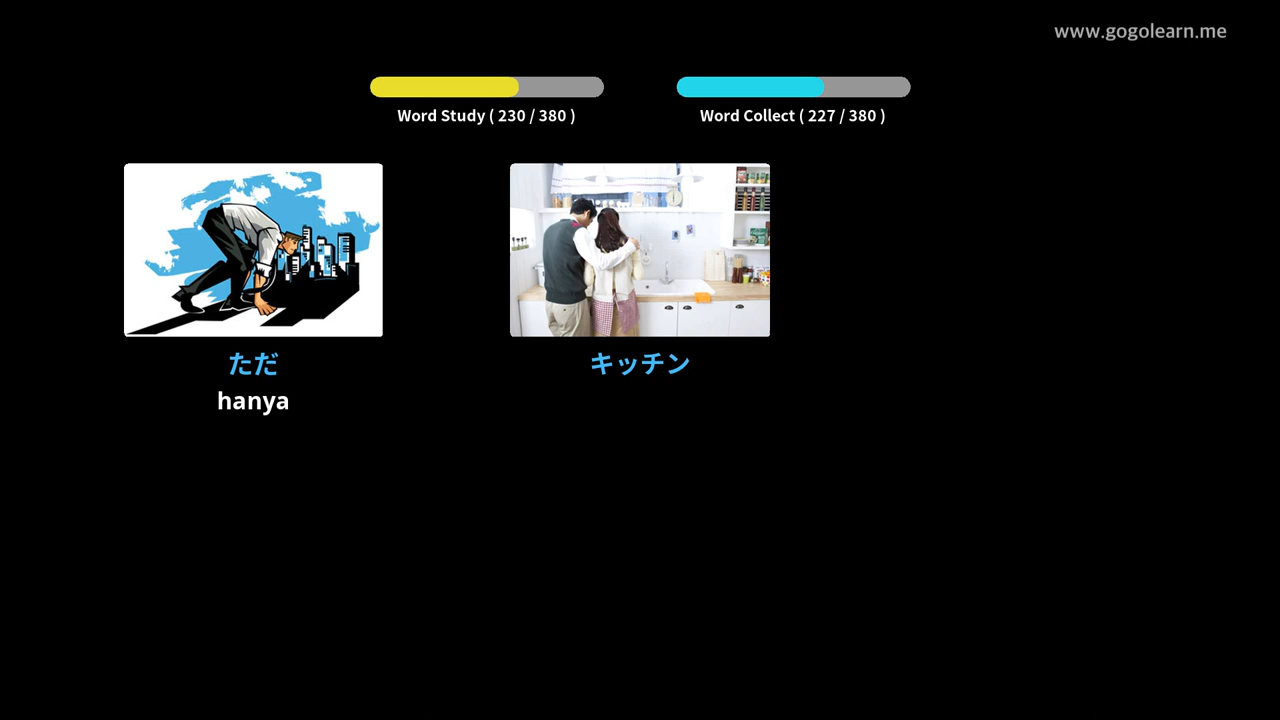 www.gogolearn.me
Word Study ( 230 / 380 )
Word Collect ( 227 / 380 )
ただ
キッチン
hanya